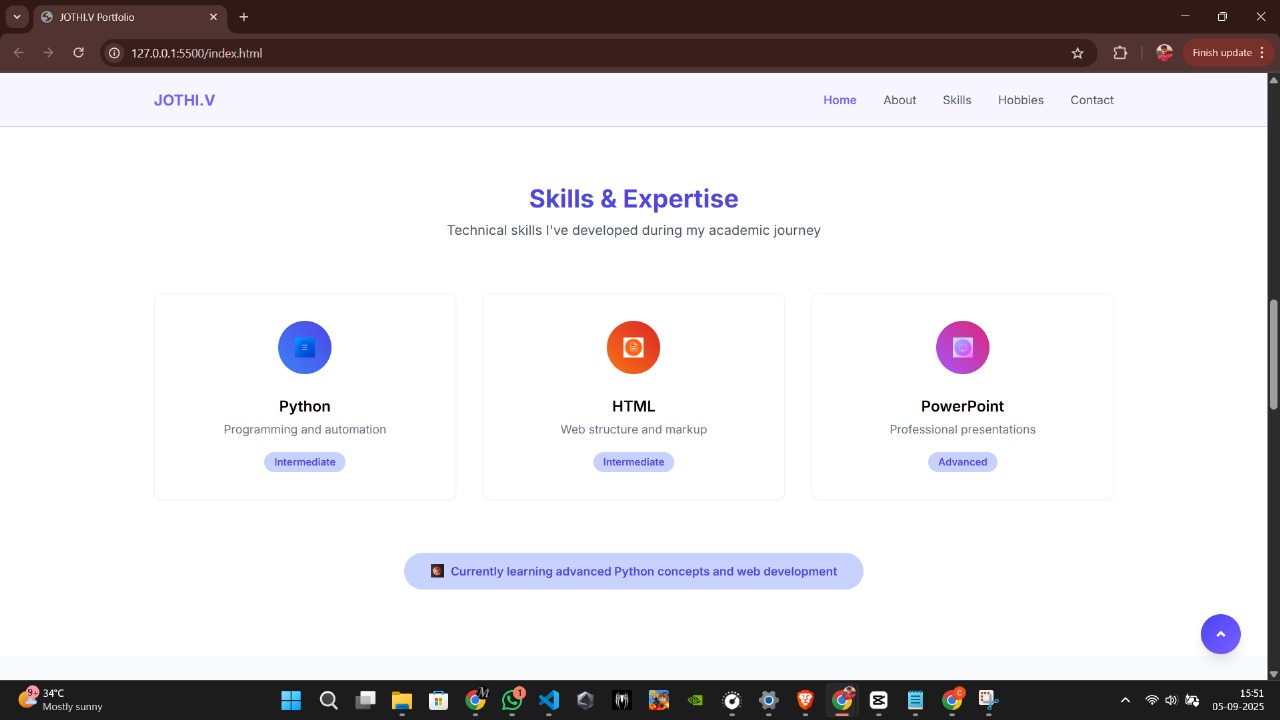 JOTHI.V Portfolio
127.0.0.1:5500/index.html
Finish update
JOTHI.V
Home About Skills Hobbies Contact
Skills & Expertise
Technical skills I've developed during my academic journey
Python
Programming and automation
Intermediate
HTML
Web structure and markup
Intermediate
PowerPoint
Professional presentations
Advanced
Currently learning advanced Python concepts and web development
9+
34°C
Mostly sunny
M
1
C
15:51
05-09-2025